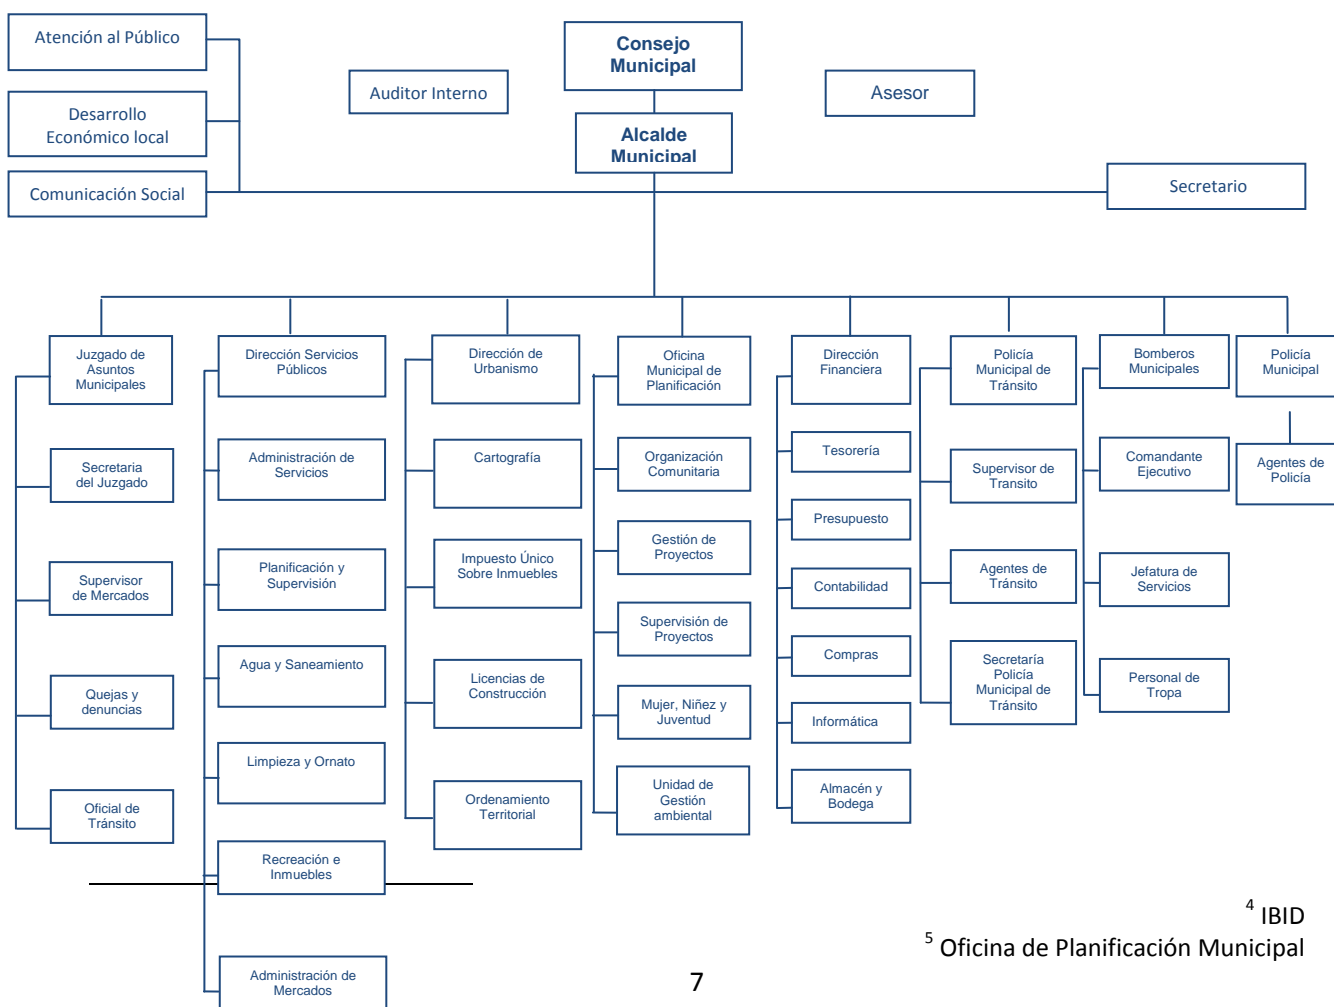 Atención al Público
Desarrollo
Económico local
Comunicación Social
Auditor Interno
Consejo
Municipal
Alcalde
Municipal
Asesor
Secretario
Juzgado de
Asuntos
Municipales
Secretaria
del Juzgado
Supervisor
de Mercados
Quejas y
denuncias
Oficial de
Tránsito
Dirección Servicios
Públicos
Administración de
Servicios
Planificación y
Supervisión
Agua y Saneamiento
Limpieza y Ornato
Recreación e
Inmuebles
Administración de
Mercados
Dirección de
Urbanismo
Cartografía
Impuesto Único
Sobre Inmuebles
Licencias de
Construcción
Ordenamiento
Territorial
Oficina
Municipal de
Planificación
Organización
Comunitaria
Gestión de
Proyectos
Supervisión de
Proyectos
Mujer, Niñez y
Juventud
Unidad de
Gestión
ambiental
Dirección
Financiera
Tesorería
Presupuesto
Contabilidad
Compras
Informática
Almacén y
Bodega
Policía
Municipal de
Tránsito
Supervisor de
Transito
Agentes de
Tránsito
Secretaría
Policía
Municipal de
Tránsito
Bomberos
Municipales
Comandante
Ejecutivo
Jefatura de
Servicios
Personal de
Tropa
Policía
Municipal
Agentes de
Policía
4 IBID
5 Oficina de Planificación Municipal
7